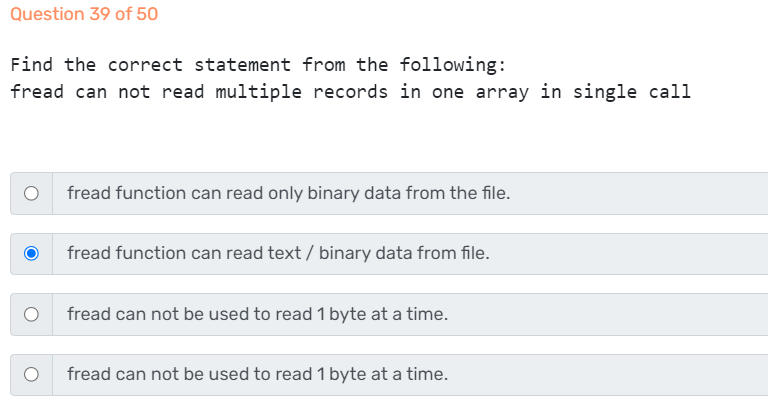 Question 39 of 50
Find the correct statement from the following:
fread can not read multiple records in one array in single call
fread function can read only binary data from the file.
fread function can read text / binary data from file.
fread can not be used to read 1 byte at a time.
fread can not be used to read 1 byte at a time.